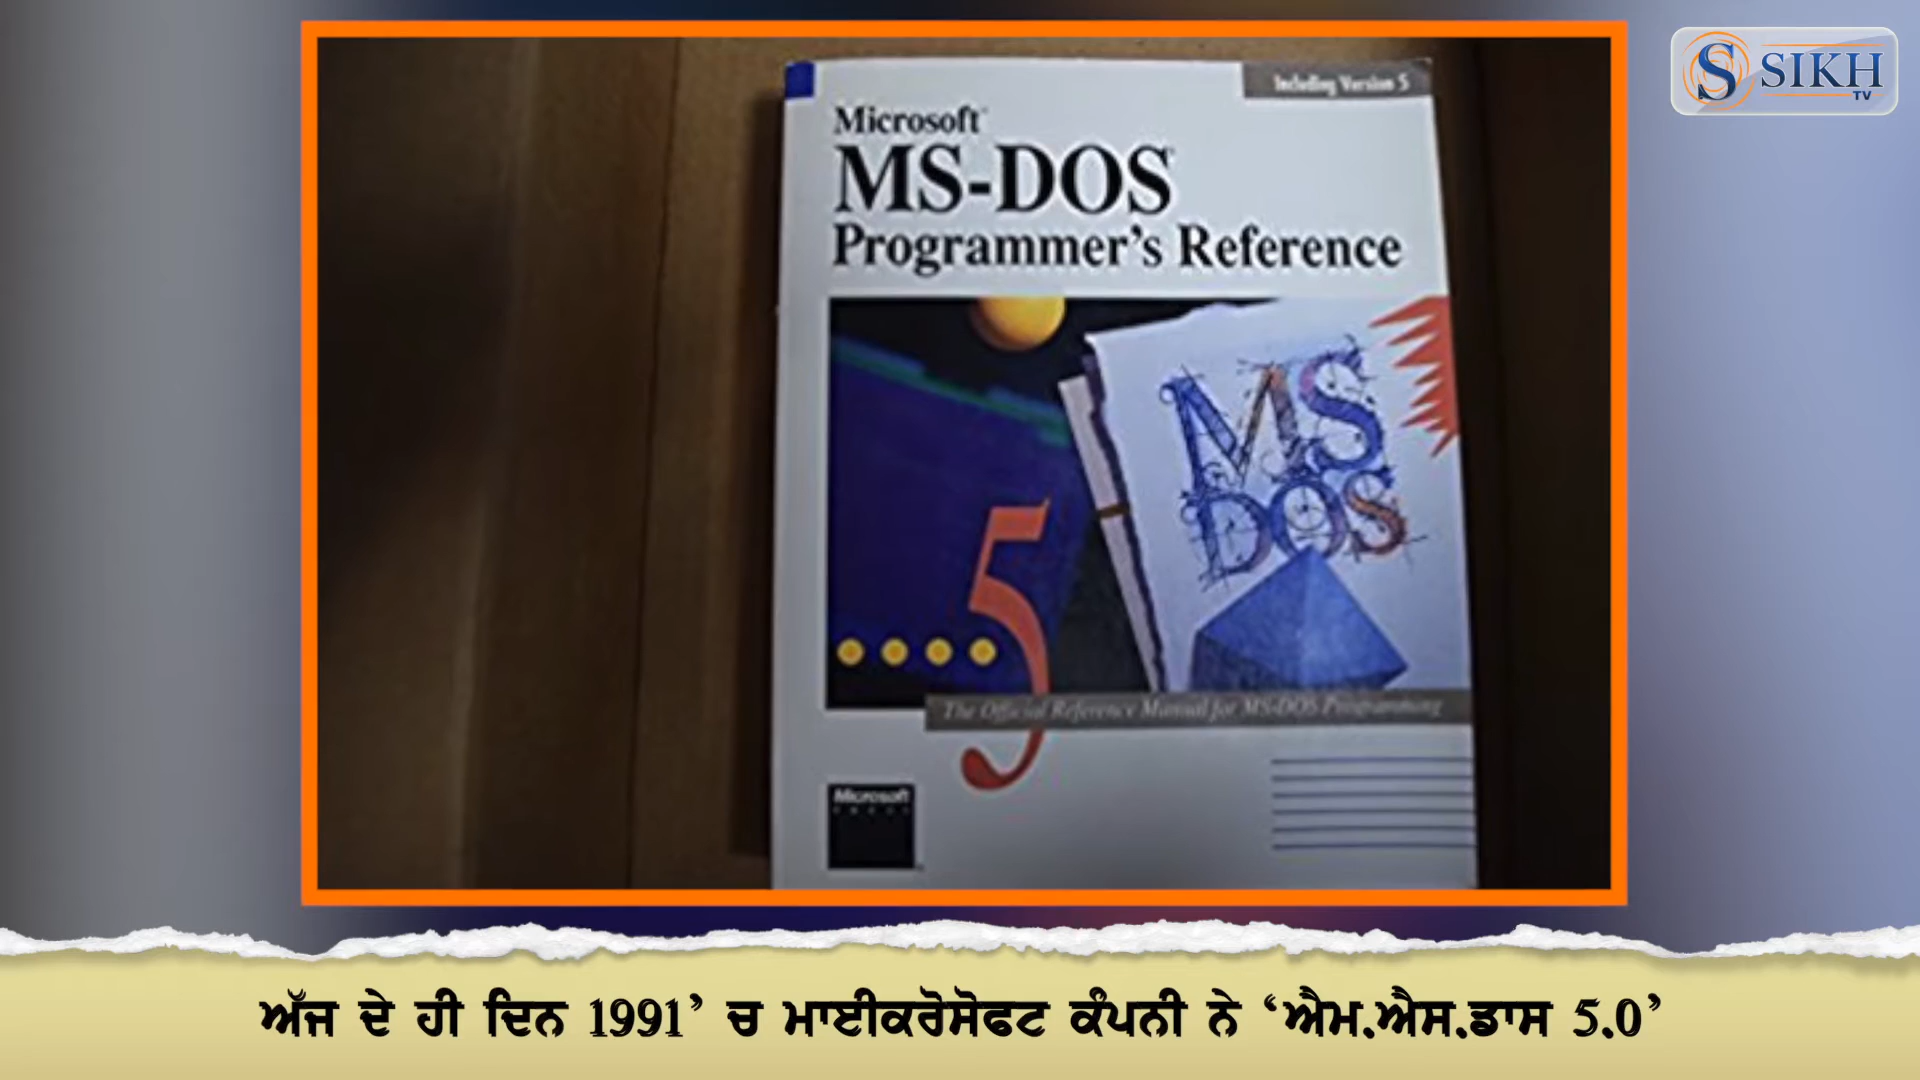 SIKH
TV
Including Version 5
Microsoft
MS-DOS
Programmer's Reference
MS
DOS
5
The Official Reference Manual for MS-DOS Programming
Microsoft
ਅੱਜ ਦੇ ਹੀ ਦਿਨ 1991’ ਚ ਮਾਈਕਰੋਸੋਫਟ ਕੰਪਨੀ ਨੇ ‘ਐਮ.ਐਸ.ਡਾਸ 5.0’